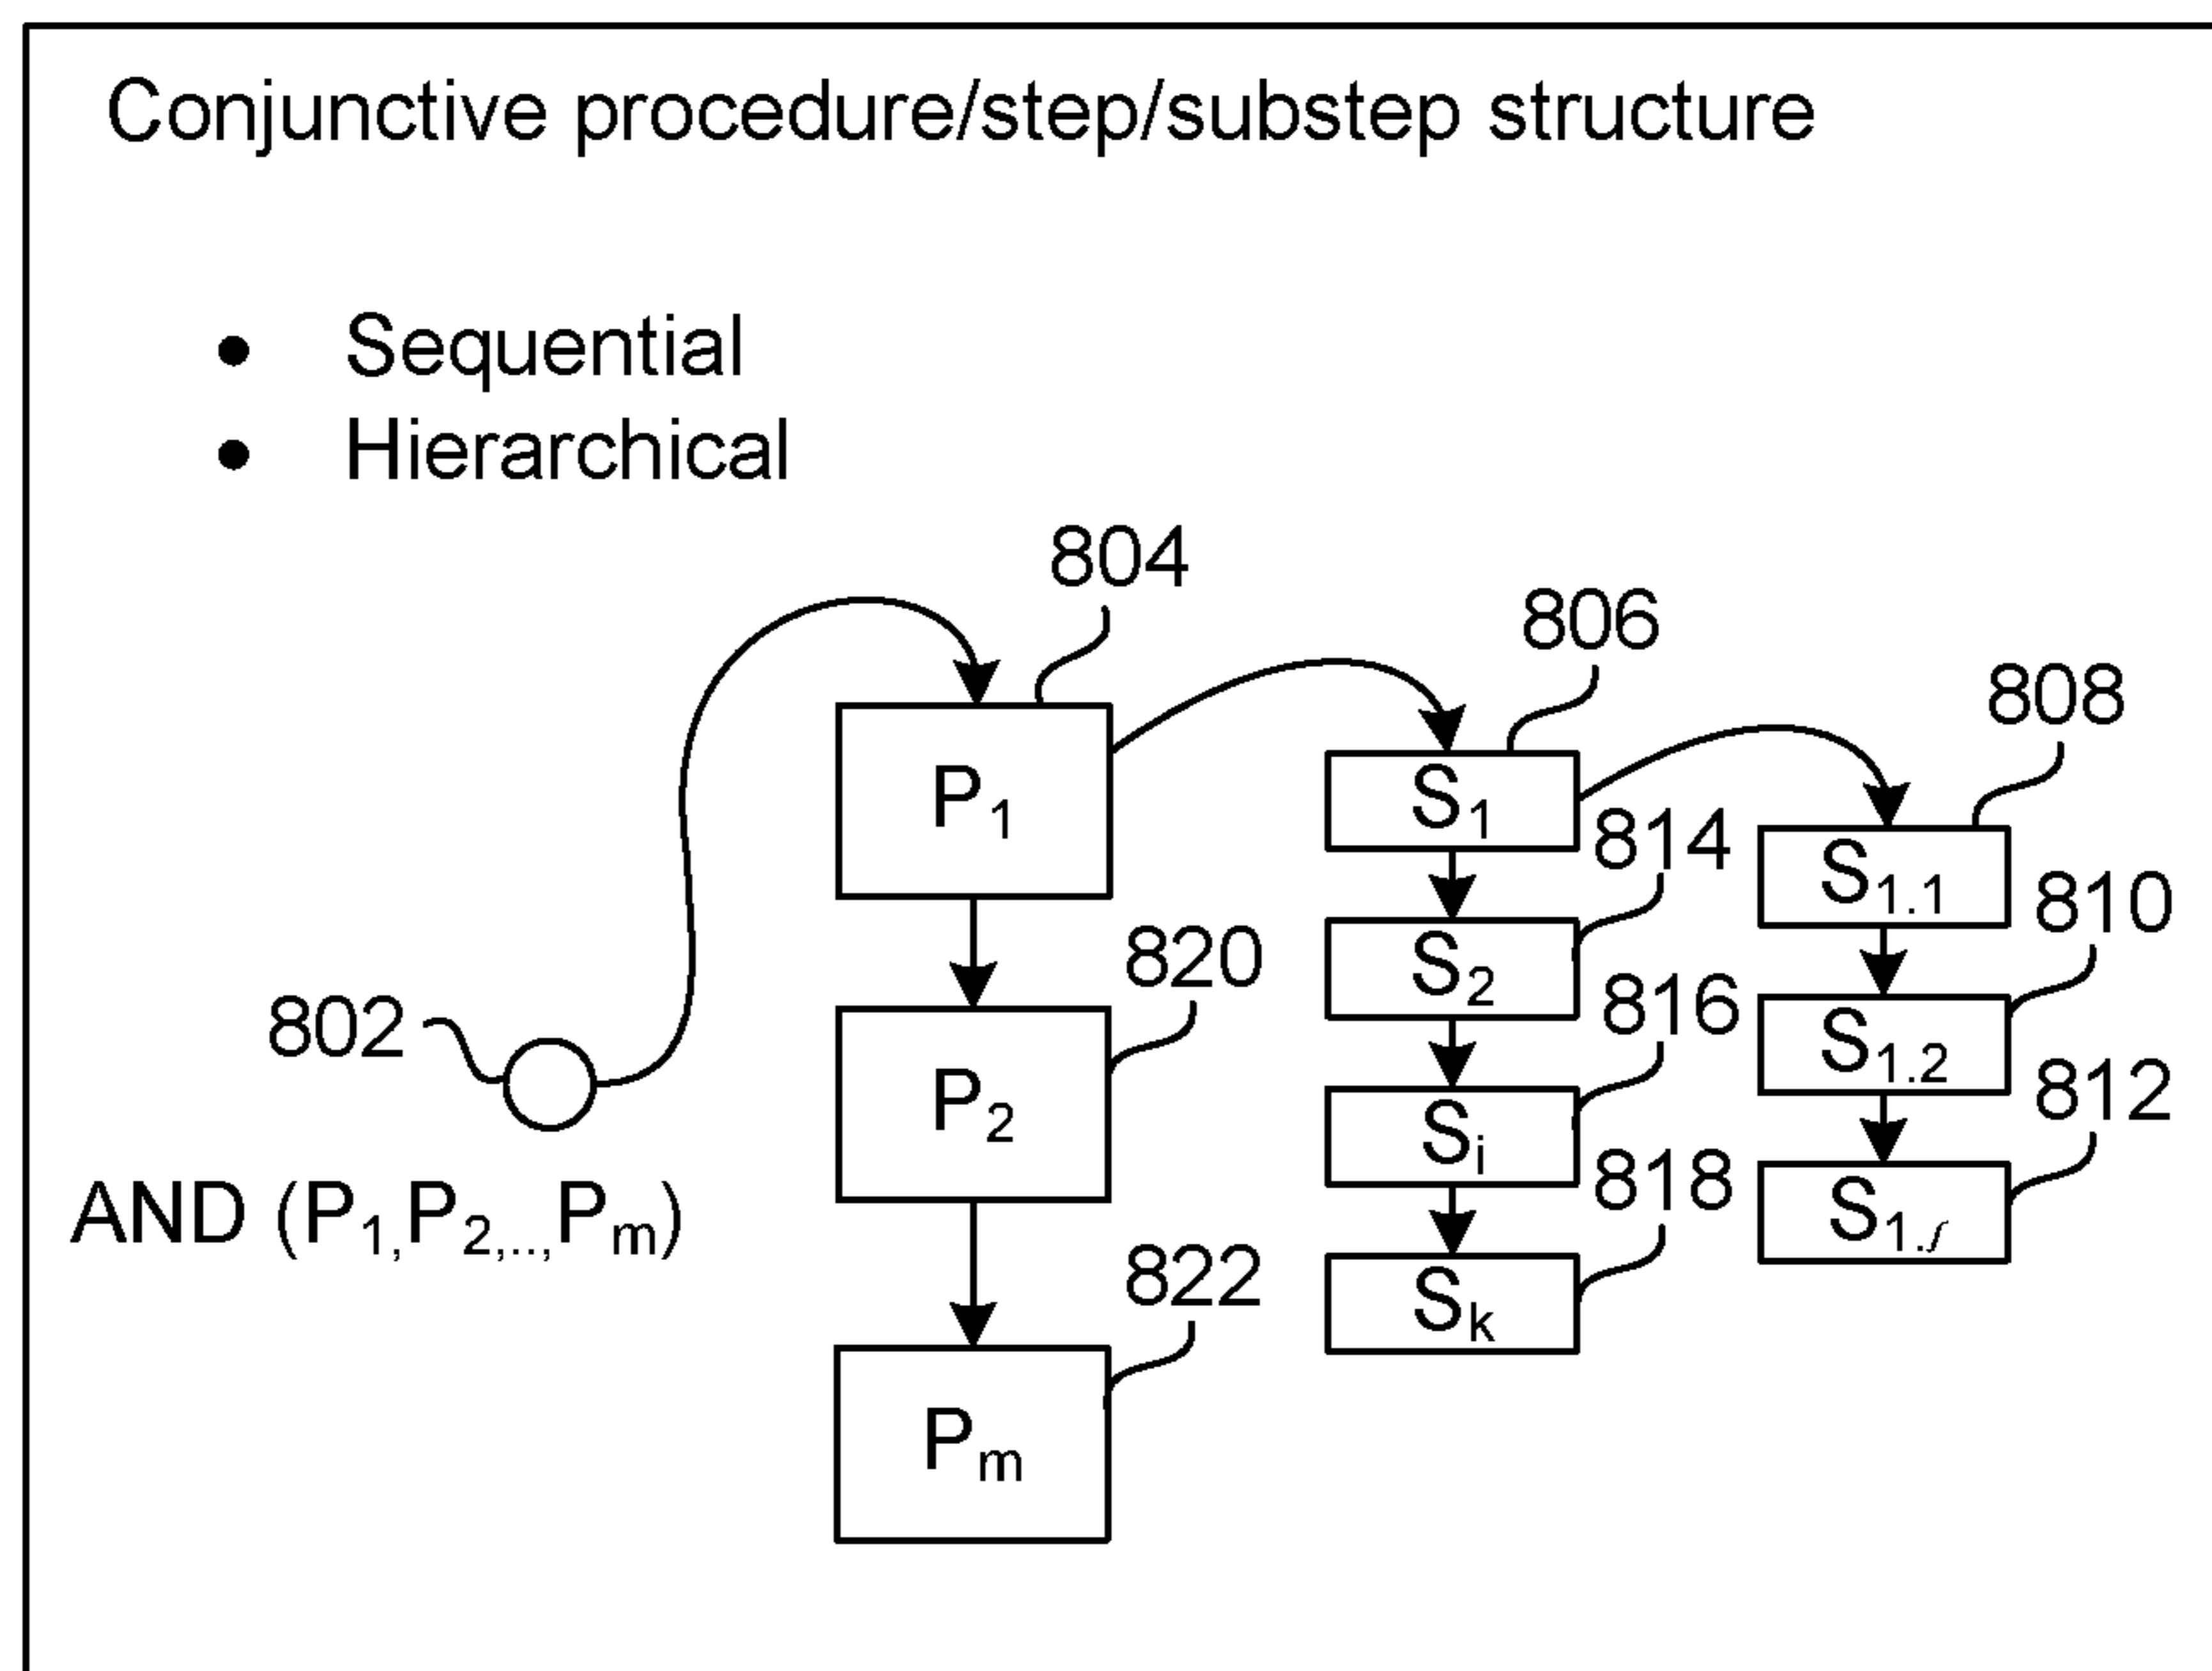 Conjunctive procedure/step/substep structure
• Sequential
• Hierarchical
804
806
808
P1
S1
814
S1.1
810
820
S2
816
S1.2
812
802
P2
Si
818
S1.
AND (P1,P2,..,Pm)
822
Sk
Pm